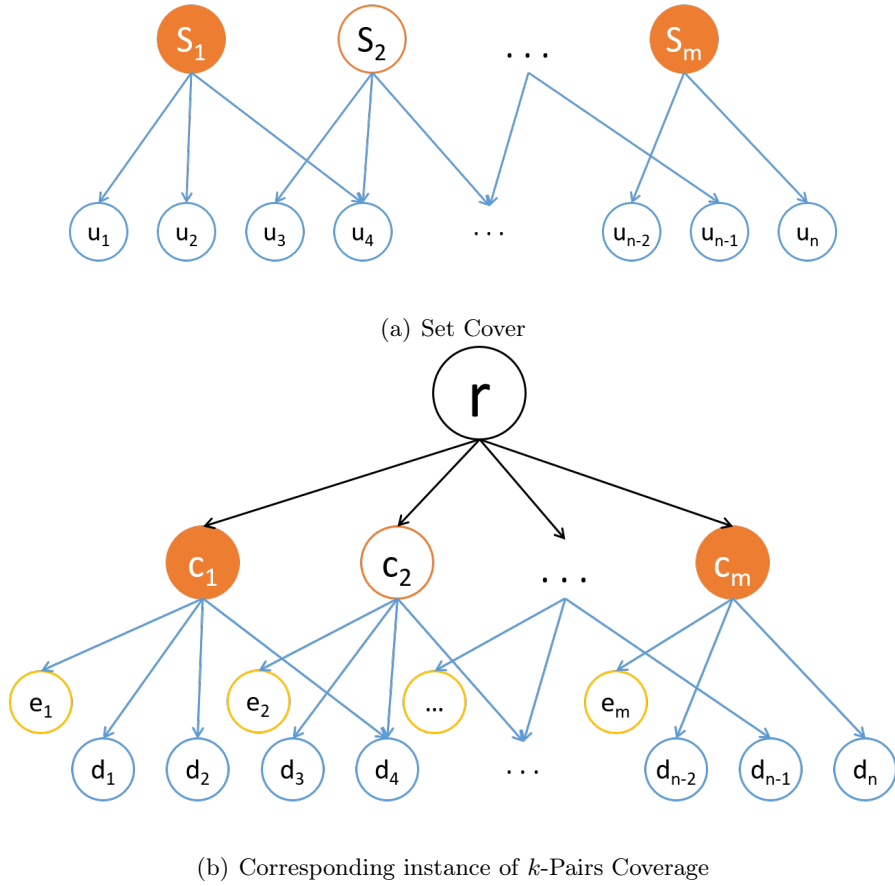 S₁ S₂ . . . Sₘ
u₁ u₂ u₃ u₄ . . . uₙ₋₂ uₙ₋₁ uₙ
(a) Set Cover
r
c₁ c₂ . . . cₘ
e₁ e₂ ... eₘ
d₁ d₂ d₃ d₄ . . . dₙ₋₂ dₙ₋₁ dₙ
(b) Corresponding instance of k-Pairs Coverage